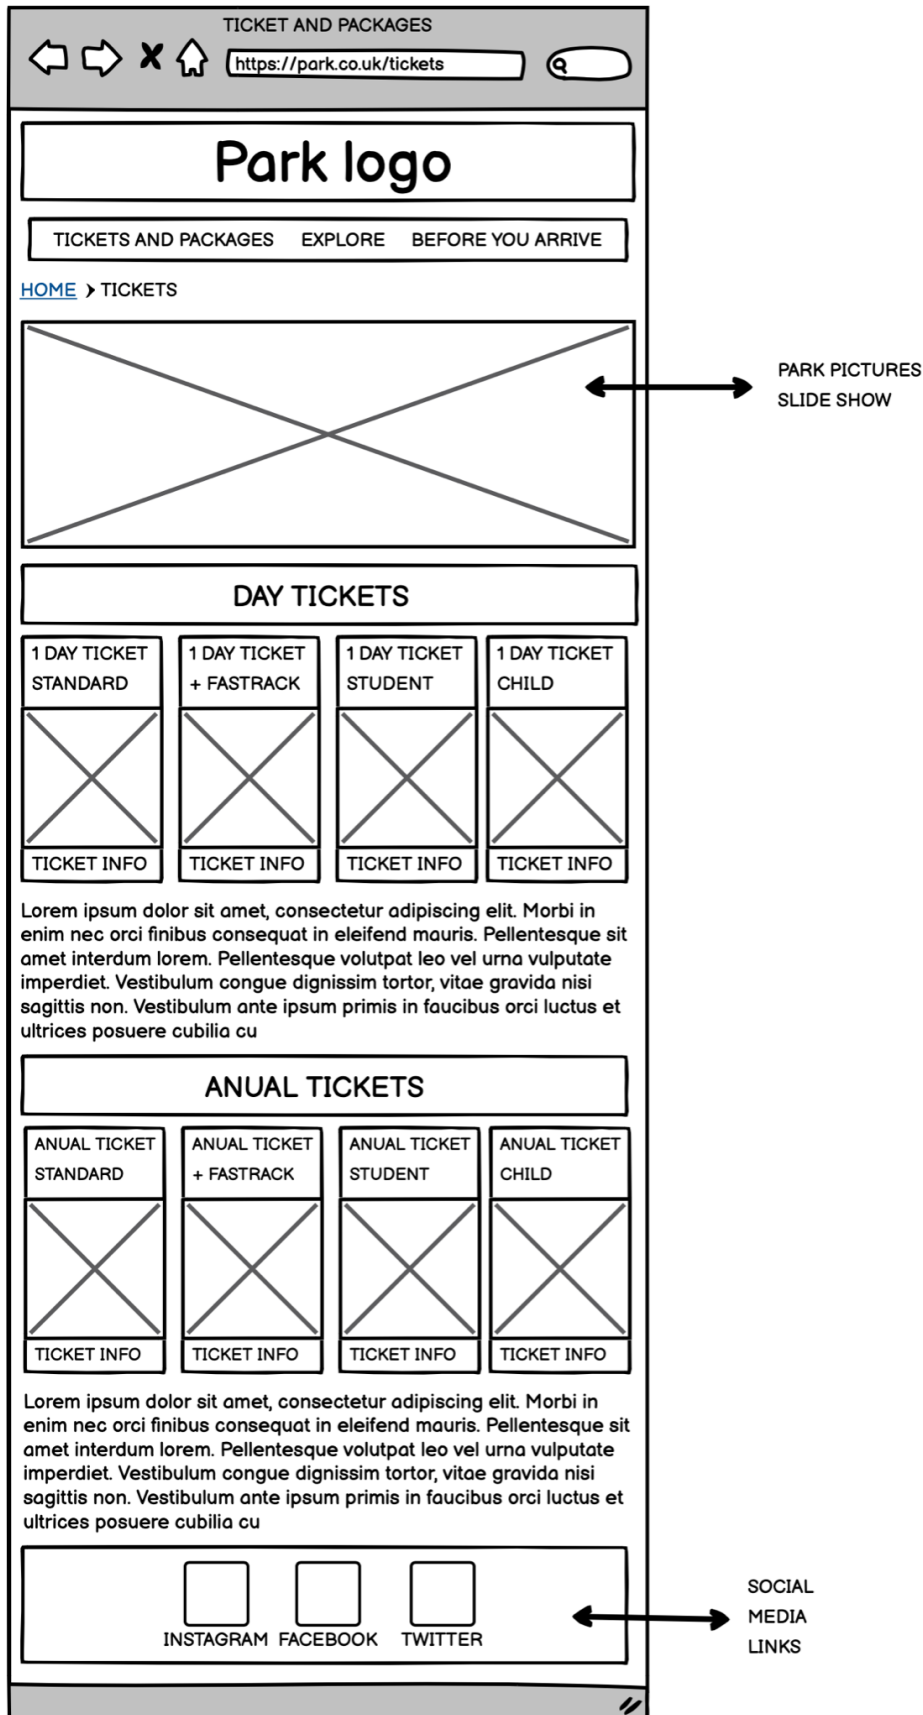 TICKET AND PACKAGES
https://park.co.uk/tickets
Park logo
TICKETS AND PACKAGES EXPLORE BEFORE YOU ARRIVE
HOME > TICKETS
PARK PICTURES
SLIDE SHOW
DAY TICKETS
1 DAY TICKET
STANDARD
1 DAY TICKET
+ FASTRACK
1 DAY TICKET
STUDENT
1 DAY TICKET
CHILD
TICKET INFO TICKET INFO TICKET INFO TICKET INFO
Lorem ipsum dolor sit amet, consectetur adipiscing elit. Morbi in
enim nec orci finibus consequat in eleifend mauris. Pellentesque sit
amet interdum lorem. Pellentesque volutpat leo vel urna vulputate
imperdiet. Vestibulum congue dignissim tortor, vitae gravida nisi
sagittis non. Vestibulum ante ipsum primis in faucibus orci luctus et
ultrices posuere cubilia cu
ANUAL TICKETS
ANUAL TICKET
STANDARD
ANUAL TICKET
+ FASTRACK
ANUAL TICKET
STUDENT
ANUAL TICKET
CHILD
TICKET INFO TICKET INFO TICKET INFO TICKET INFO
Lorem ipsum dolor sit amet, consectetur adipiscing elit. Morbi in
enim nec orci finibus consequat in eleifend mauris. Pellentesque sit
amet interdum lorem. Pellentesque volutpat leo vel urna vulputate
imperdiet. Vestibulum congue dignissim tortor, vitae gravida nisi
sagittis non. Vestibulum ante ipsum primis in faucibus orci luctus et
ultrices posuere cubilia cu
INSTAGRAM FACEBOOK TWITTER
SOCIAL
MEDIA
LINKS